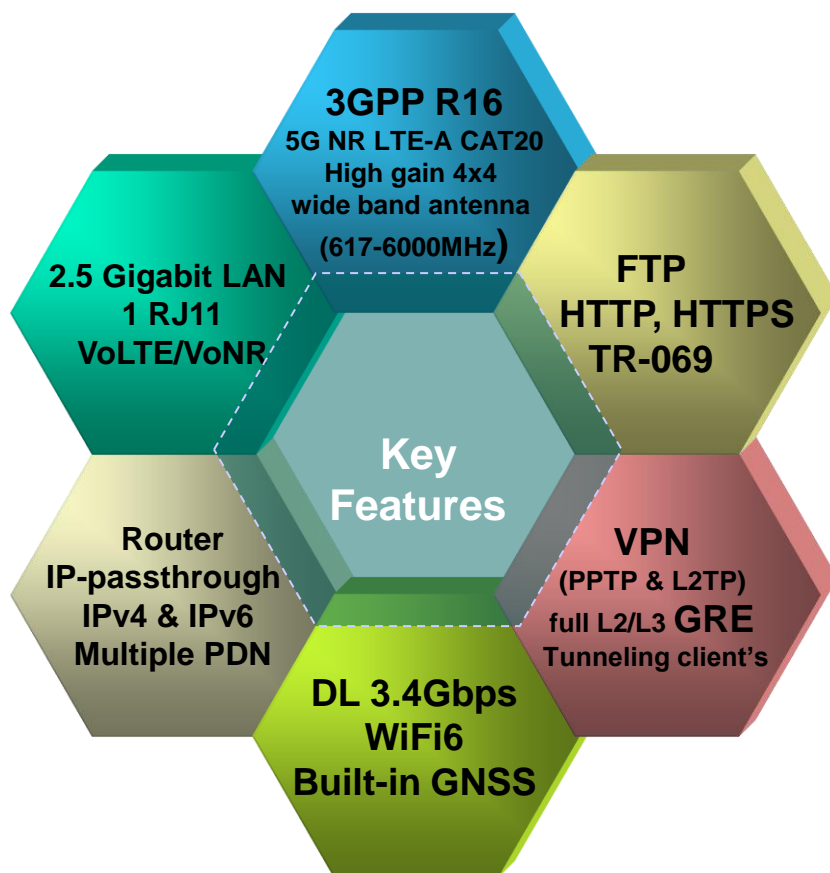 3GPP R16
5G NR LTE-A CAT20
High gain 4x4
wide band antenna
(617-6000MHz)
2.5 Gigabit LAN
1 RJ11
VoLTE/VoNR
FTP
HTTP, HTTPS
TR-069
Key
Features
Router
IP-passthrough
IPv4 & IPv6
Multiple PDN
VPN
(PPTP & L2TP)
full L2/L3 GRE
Tunneling client's
DL 3.4Gbps
WiFi6
Built-in GNSS